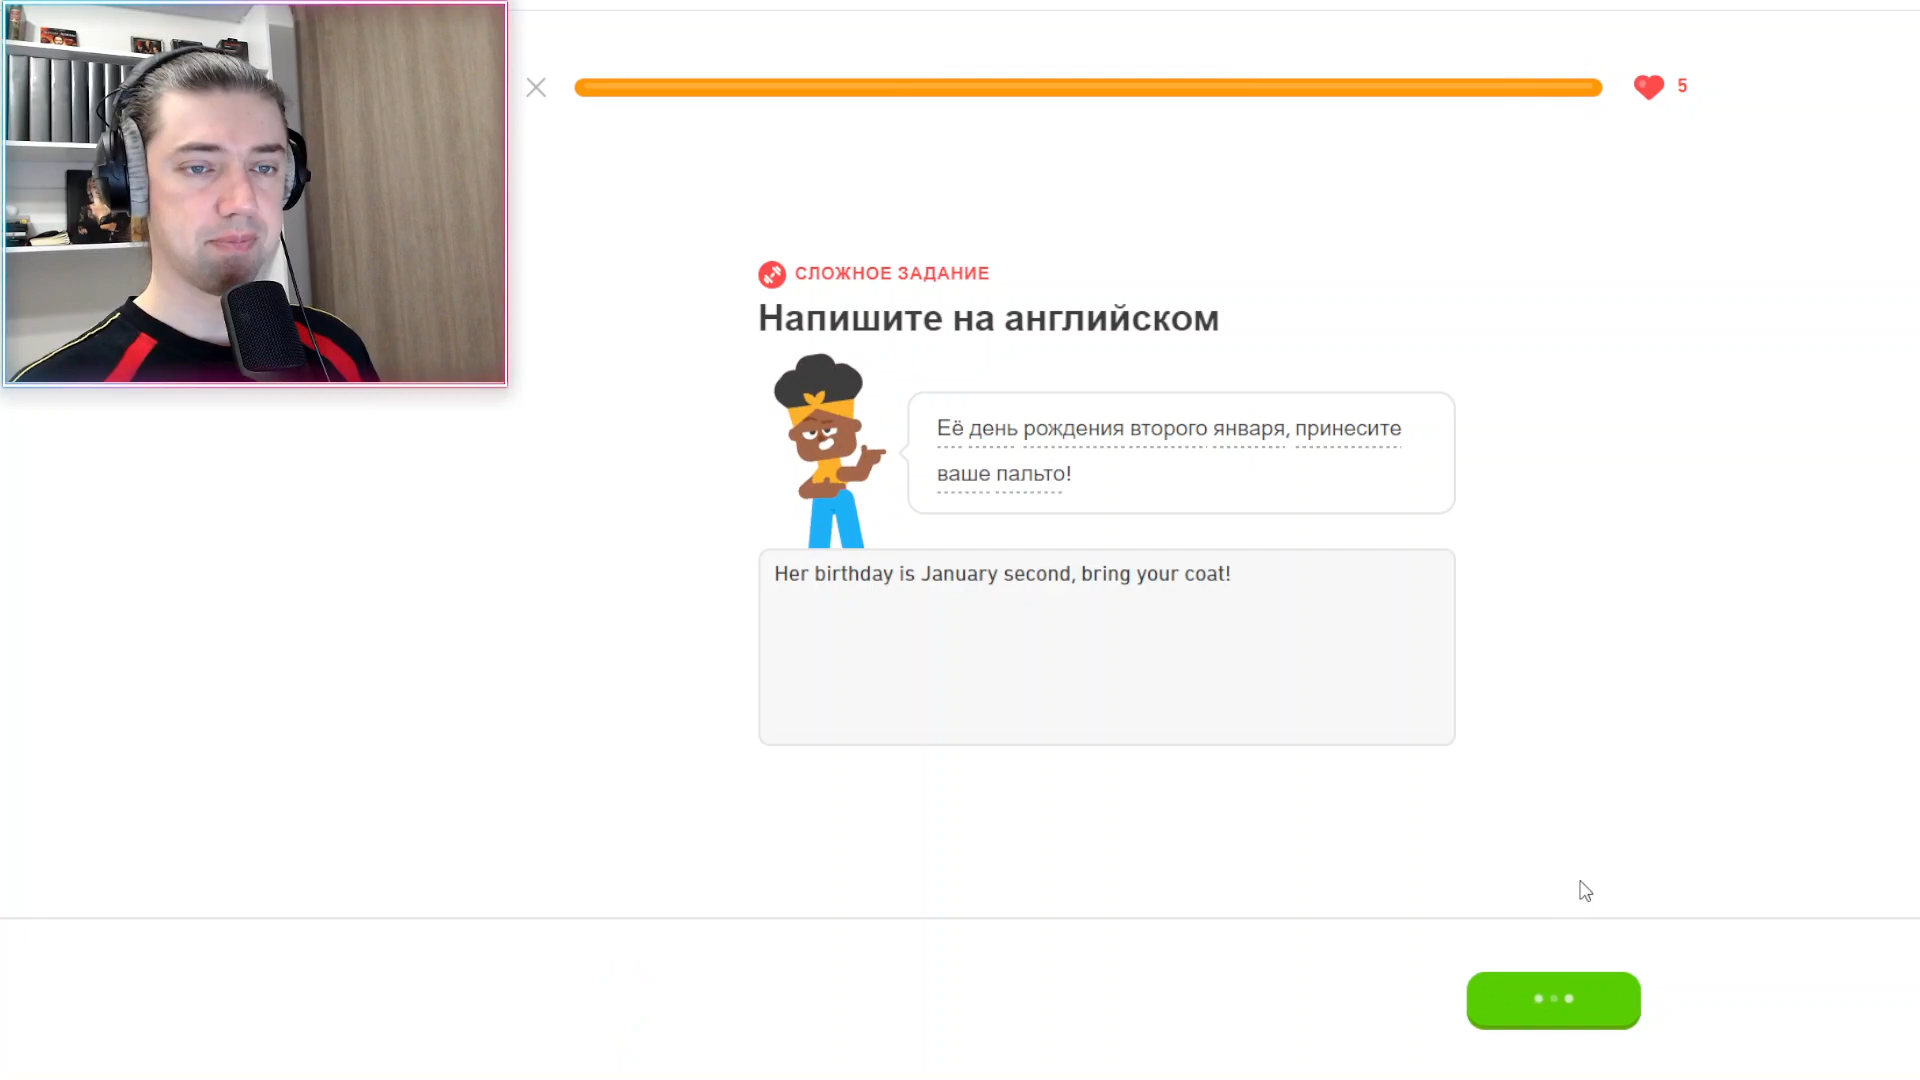 5
СЛОЖНОЕ ЗАДАНИЕ
Напишите на английском
Её день рождения второго января, принесите
ваше пальто!
Her birthday is January second, bring your coat!